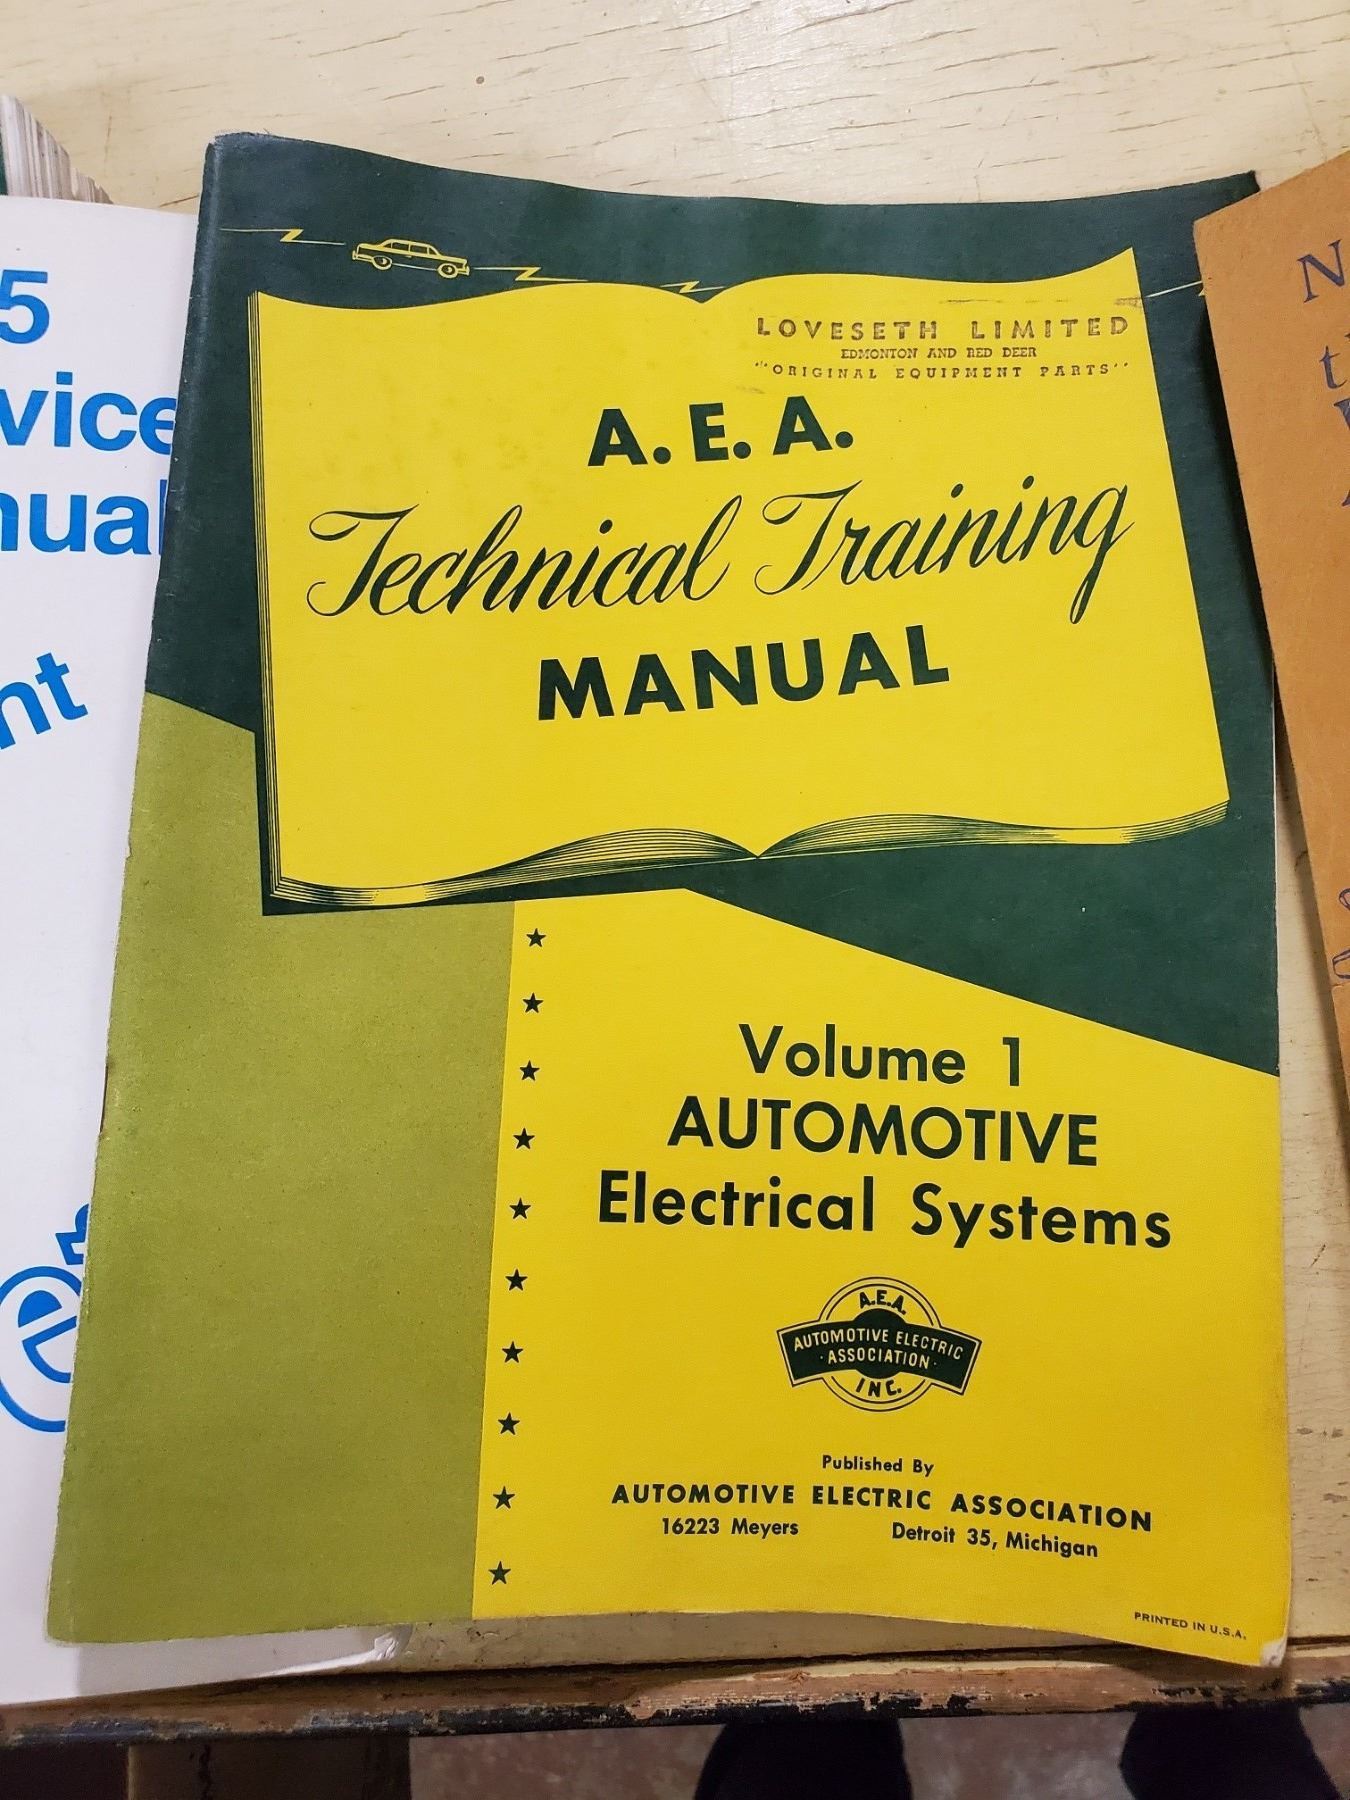 5
vice
nual
nt
LOVESETH LIMITED
EDMONTON AND RED DEER
"ORIGINAL EQUIPMENT PARTS"
A. E. A.
Technical Training
MANUAL
Volume 1
AUTOMOTIVE
Electrical Systems
A.E.A.
AUTOMOTIVE ELECTRIC
·ASSOCIATION·
INC.
Published By
AUTOMOTIVE ELECTRIC ASSOCIATION
16223 Meyers Detroit 35, Michigan
PRINTED IN U.S.A.
N
t